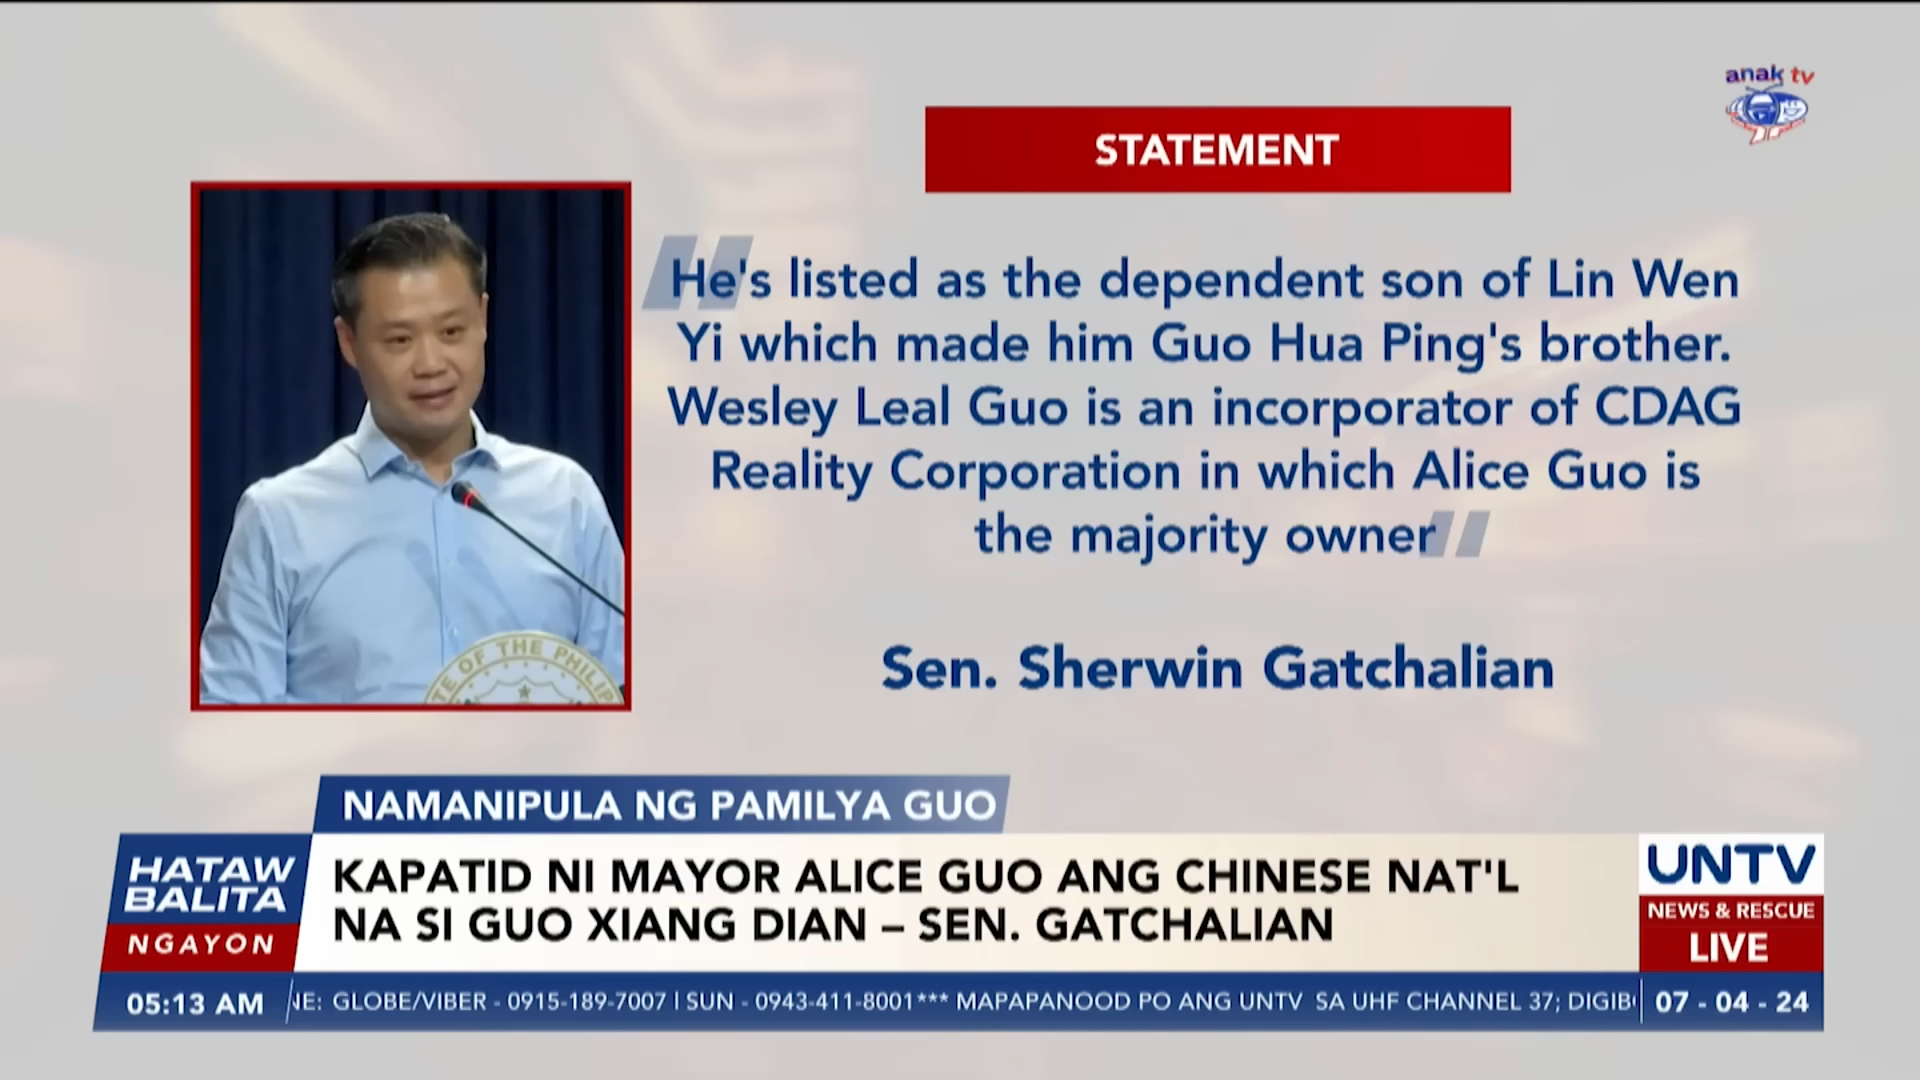 anak tv
STATEMENT
He's listed as the dependent son of Lin Wen
Yi which made him Guo Hua Ping's brother.
Wesley Leal Guo is an incorporator of CDAG
Reality Corporation in which Alice Guo is
the majority owner
Sen. Sherwin Gatchalian
NAMANIPULA NG PAMILYA GUO
HATAW
BALITA
NGAYON
KAPATID NI MAYOR ALICE GUO ANG CHINESE NAT'L
NA SI GUO XIANG DIAN – SEN. GATCHALIAN
UNTV
NEWS & RESCUE
LIVE
05:13 AM
GLOBE/VIBER - 0915-189-7007 | SUN - 0943-411-8001*** MAPAPANOOD PO ANG UNTV SA UHF CHANNEL 37;
07 - 04 - 24